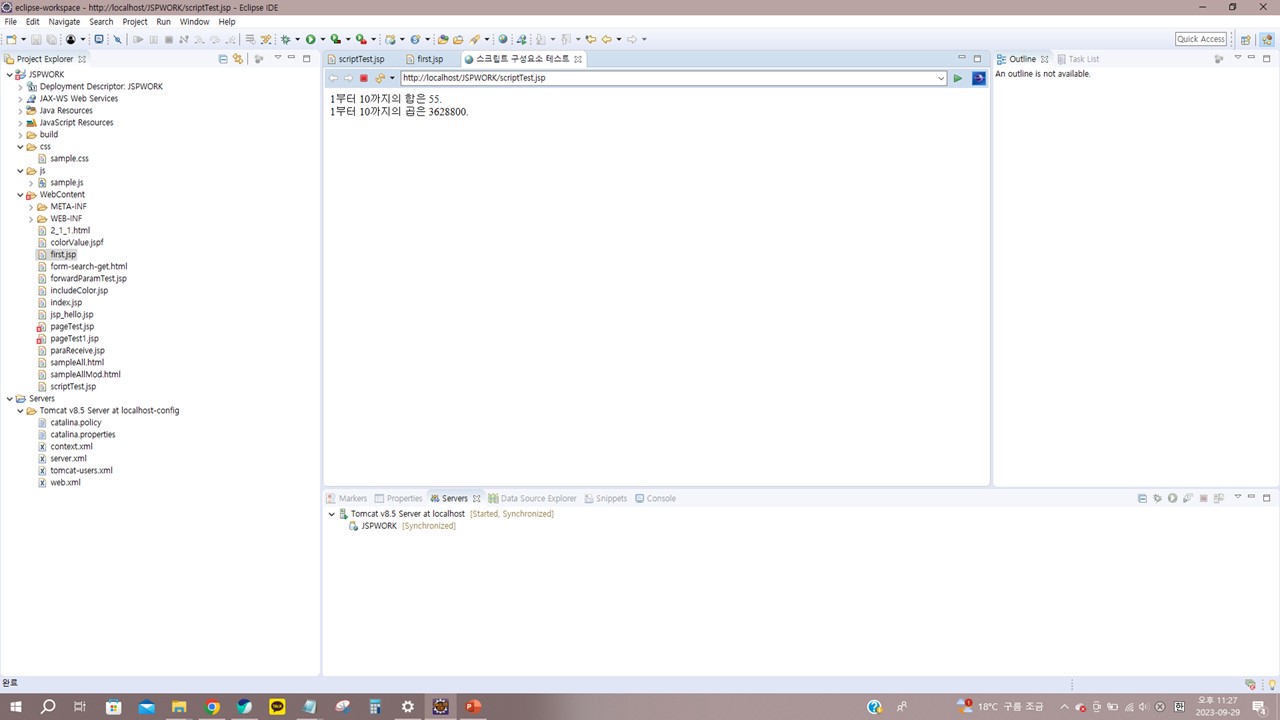 eclipse-workspace - http://localhost/JSPWORK/scriptTest.jsp - Eclipse IDE
File Edit Navigate Search Project Run Window Help
Quick Access
Project Explorer
JSPWORK
Deployment Descriptor: JSPWORK
JAX-WS Web Services
Java Resources
JavaScript Resources
build
css
sample.css
js
sample.js
WebContent
META-INF
WEB-INF
2_1_1.html
colorValue.jspf
first.jsp
form-search-get.html
forwardParamTest.jsp
includeColor.jsp
index.jsp
jsp_hello.jsp
pageTest.jsp
pageTest1.jsp
paraReceive.jsp
sampleAll.html
sampleAllMod.html
scriptTest.jsp
Servers
Tomcat v8.5 Server at localhost-config
catalina.policy
catalina.properties
context.xml
server.xml
tomcat-users.xml
web.xml
scriptTest.jsp first.jsp 스크립트 구성요소 테스트
http://localhost/JSPWORK/scriptTest.jsp
1부터 10까지의 합은 55.
1부터 10까지의 곱은 3628800.
Outline Task List
An outline is not available.
Markers Properties Servers Data Source Explorer Snippets Console
Tomcat v8.5 Server at localhost [Started, Synchronized]
JSPWORK [Synchronized]
완료
18°C 구름 조금
오후 11:27
2023-09-29